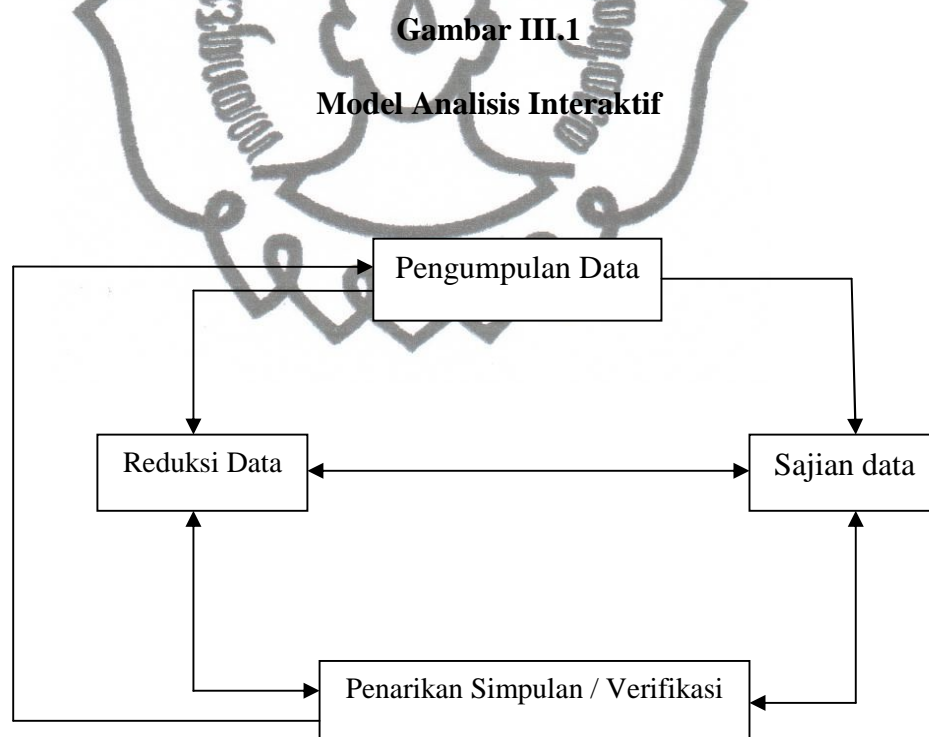 Gambar III.1
Model Analisis Interaktif
Pengumpulan Data
Reduksi Data
Sajian data
Penarikan Simpulan / Verifikasi